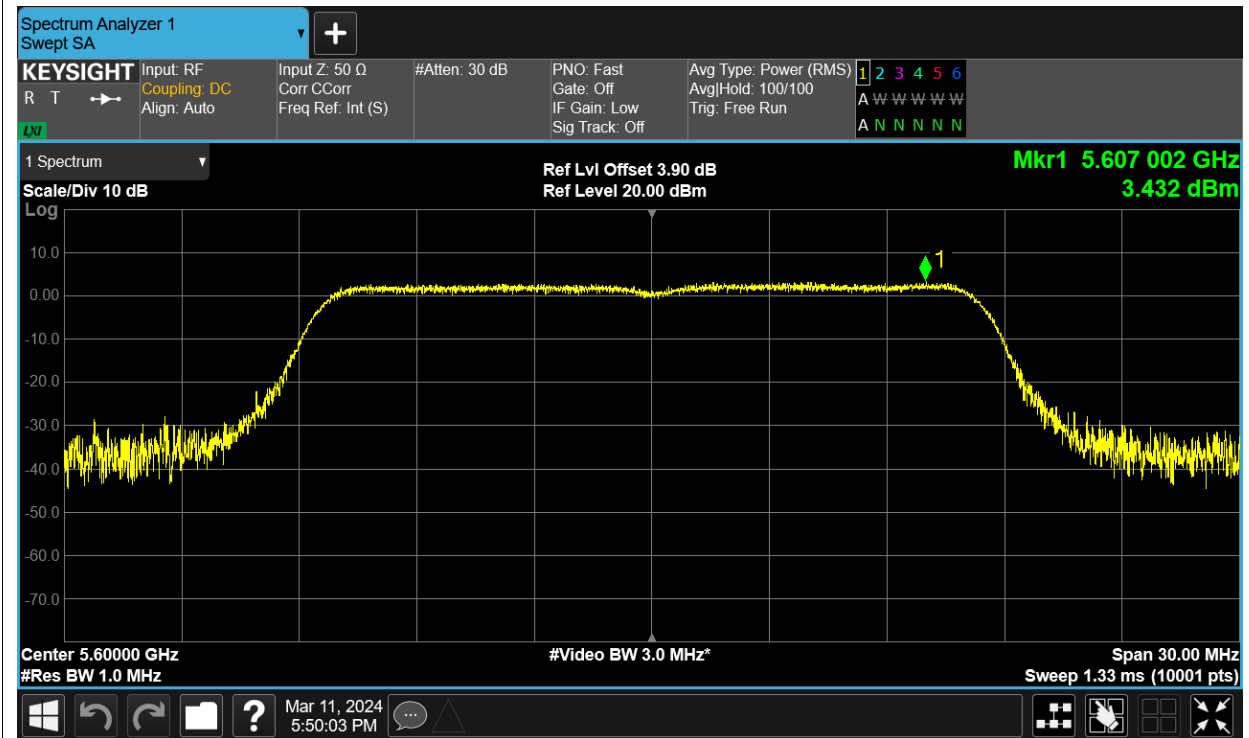 Spectrum Analyzer 1
Swept SA
KEYSIGHT
R T
LXI
Input: RF
Coupling: DC
Align: Auto
Input Z: 50 Ω
Corr CCorr
Freq Ref: Int (S)
#Atten: 30 dB
PNO: Fast
Gate: Off
IF Gain: Low
Sig Track: Off
Avg Type: Power (RMS)
Avg|Hold: 100/100
Trig: Free Run
1 2 3 4 5 6
A W W W W W
A N N N N N
1 Spectrum
Scale/Div 10 dB
Ref Lvl Offset 3.90 dB
Ref Level 20.00 dBm
Mkr1 5.607 002 GHz
3.432 dBm
Log
10.0
0.00
-10.0
-20.0
-30.0
-40.0
-50.0
-60.0
-70.0
1
Center 5.60000 GHz
#Video BW 3.0 MHz*
Span 30.00 MHz
#Res BW 1.0 MHz
Sweep 1.33 ms (10001 pts)
?
Mar 11, 2024
5:50:03 PM